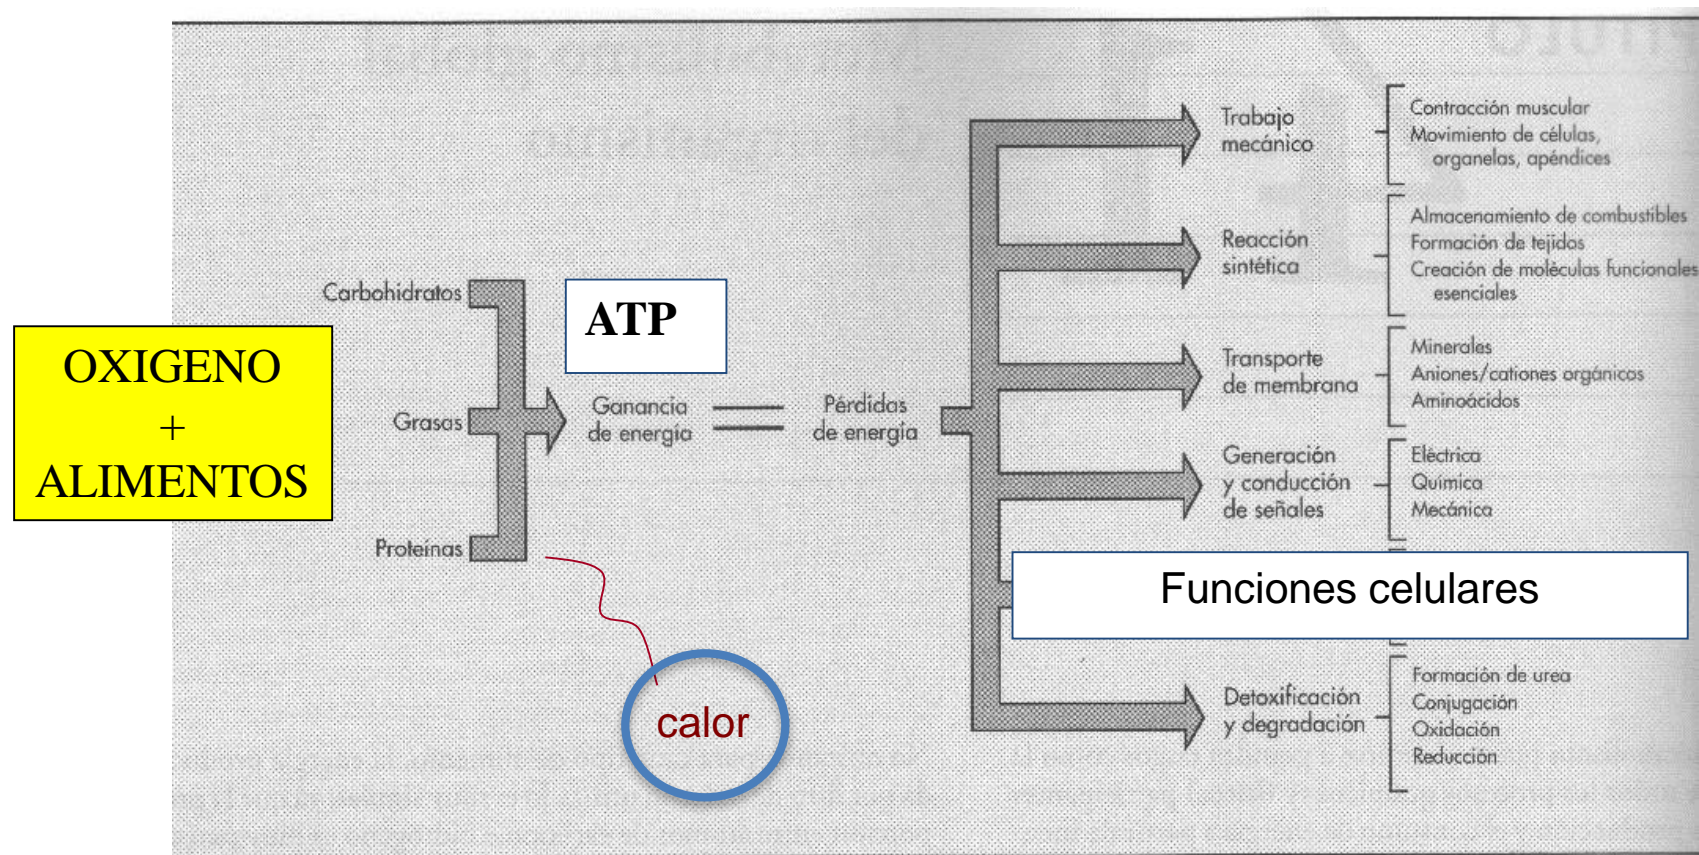 OXIGENO
+
ALIMENTOS
Carbohidratos
Grasas
Proteínas
ATP
Ganancia
de energía
Pérdidas
de energía
calor
Trabajo
mecánico
Contracción muscular
Movimiento de células,
organelas, apéndices
Reacción
sintética
Almacenamiento de combustibles
Formación de tejidos
Creación de moléculas funcionales
esenciales
Transporte
de membrana
Minerales
Aniones/cationes orgánicos
Aminoácidos
Generación
y conducción
de señales
Eléctrica
Química
Mecánica
Funciones celulares
Detoxificación
y degradación
Formación de urea
Conjugación
Oxidación
Reducción